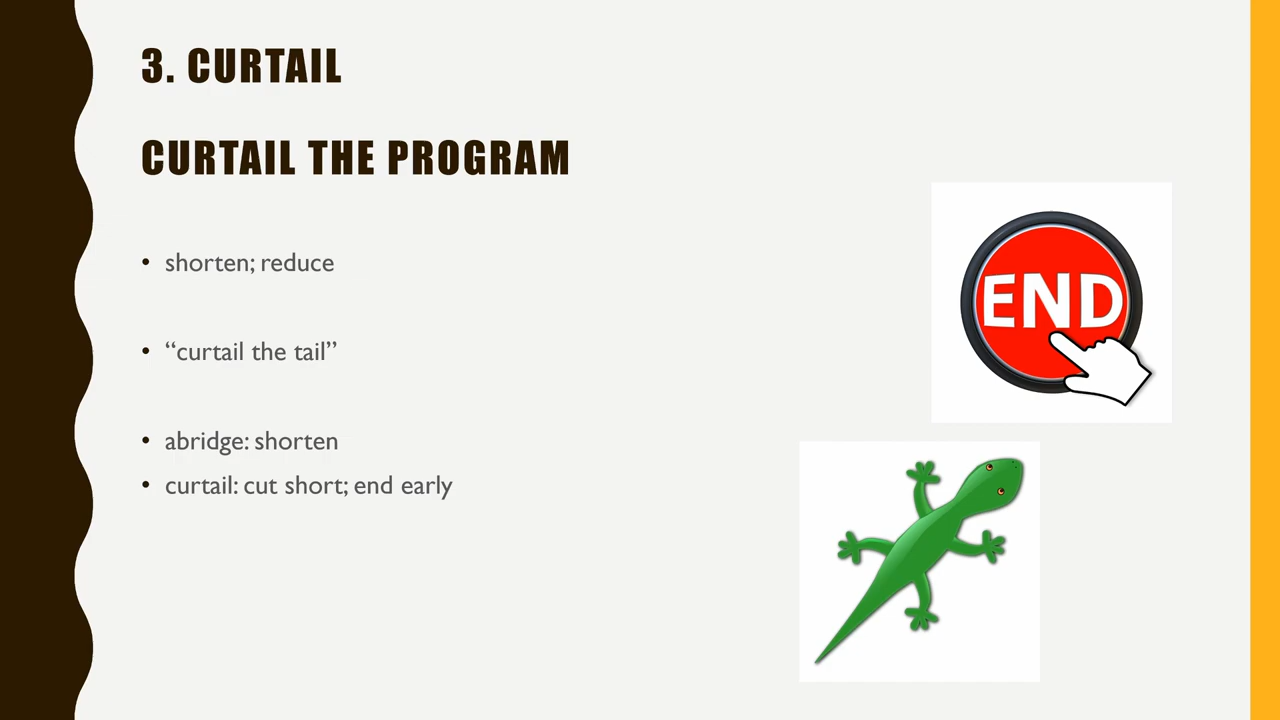 3. CURTAIL
CURTAIL THE PROGRAM
• shorten; reduce
• “curtail the tail”
• abridge: shorten
• curtail: cut short; end early
END